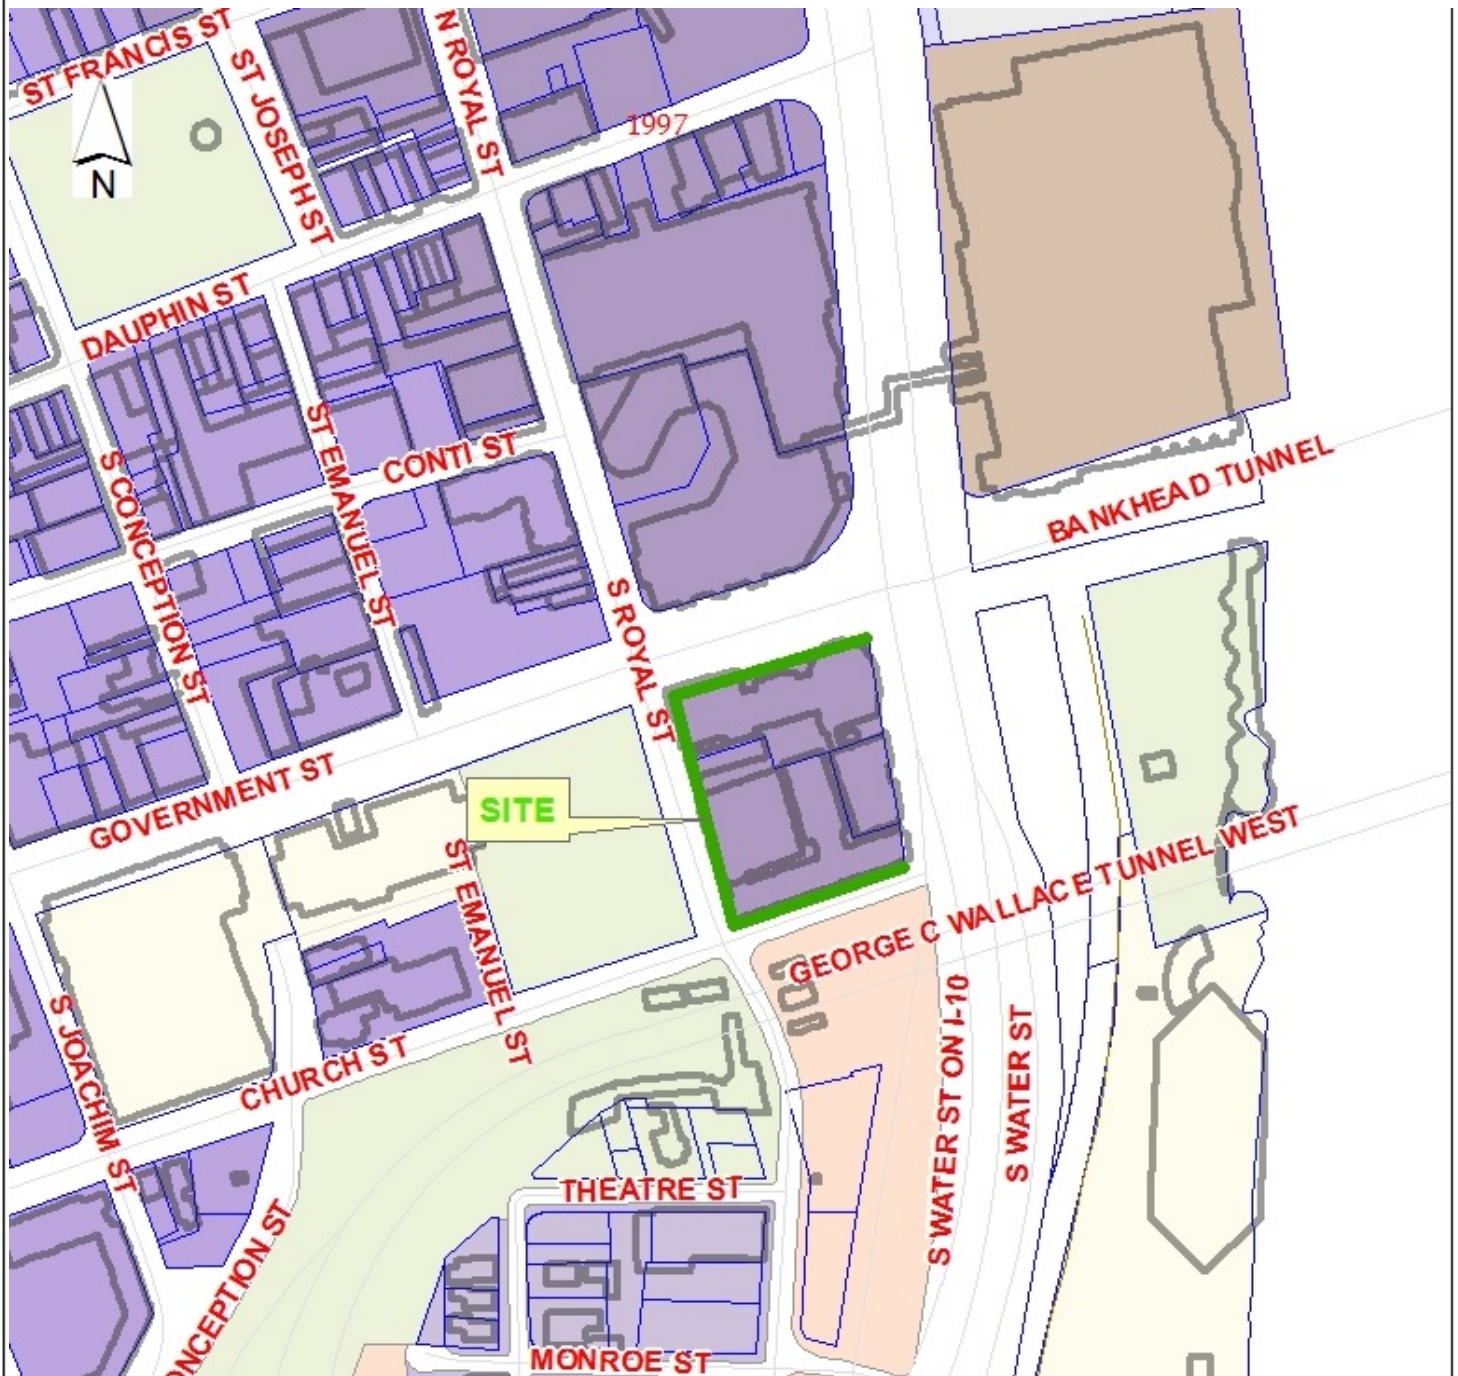 ST FRANCIS ST
ST JOSEPH ST
N ROYAL ST
1997
N
DAUPHIN ST
ST EMANUEL ST
CONTI ST
S CONCEPTION ST
BANKHEAD TUNNEL
S ROYAL ST
GOVERNMENT ST
SITE
ST EMANUEL ST
GEORGE C WALLACE TUNNEL WEST
S JOACHIM ST
CHURCH ST
S WATER ST ON I-10
S WATER ST
THEATRE ST
ONCEPTION ST
MONROE ST